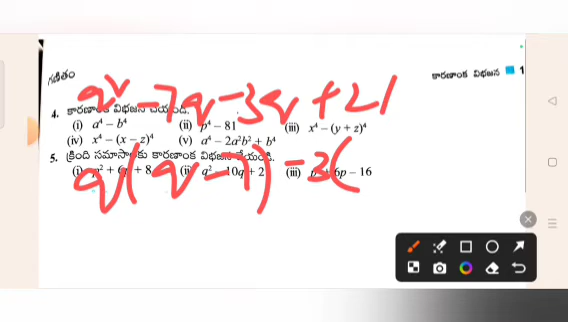 గణితం
కారణాంక విభజన 1
q² - 7q - 3q + 21
4. కారణాంక విభజన చేయండి.
(i) a⁴ – b⁴ (ii) p⁴ – 81 (iii) x⁴ – (y + z)⁴
(iv) x⁴ – (x – z)⁴ (v) a⁴ – 2a²b² + b⁴
q(q - 7) - 3(
5. క్రింది సమాసాలకు కారణాంక విభజన చేయండి.
(i) + 8 (ii) q² – 10q + 2 (iii) + 6p – 16